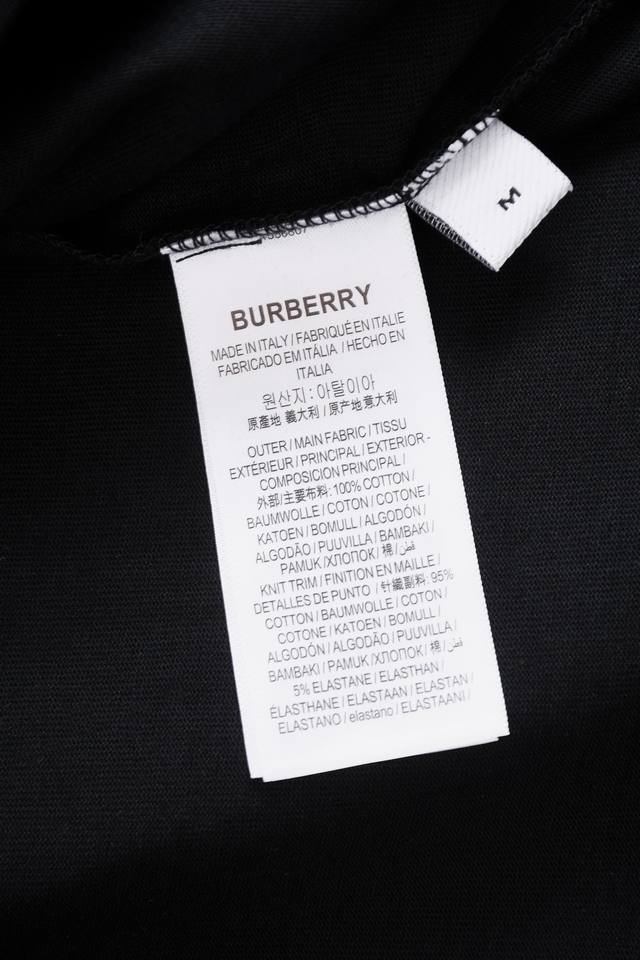 BURBERRY
MADE IN ITALY / FABRIQUÉ EN ITALIE
FABRICADO EM ITÁLIA / HECHO EN
ITALIA
원산지 : 아탈이아
原產地 義大利 / 原产地意大利
OUTER / MAIN FABRIC / TISSU
EXTÉRIEUR / PRINCIPAL / EXTERIOR -
COMPOSICION PRINCIPAL /
外部/主要布料: 100% COTTON /
BAUMWOLLE / COTON / COTONE /
KATOEN / BOMULL / ALGODÓN /
ALGODÃO / PUUVILLA / BAMBAKI /
PAMUK /ХЛОПОК/ 棉 / قطن
KNIT TRIM / FINITION EN MAILLE /
DETALLES DE PUNTO / 針織副料: 95%
COTTON / BAUMWOLLE / COTON /
COTONE / KATOEN / BOMULL /
ALGODÓN / ALGODÃO / PUUVILLA /
BAMBAKI / PAMUK /ХЛОПОК / 棉 / قطن
5% ELASTANE / ELASTHAN /
ÉLASTHANE / ELASTAAN / ELASTAN /
ELASTANO / elastano / ELASTAANI /
M